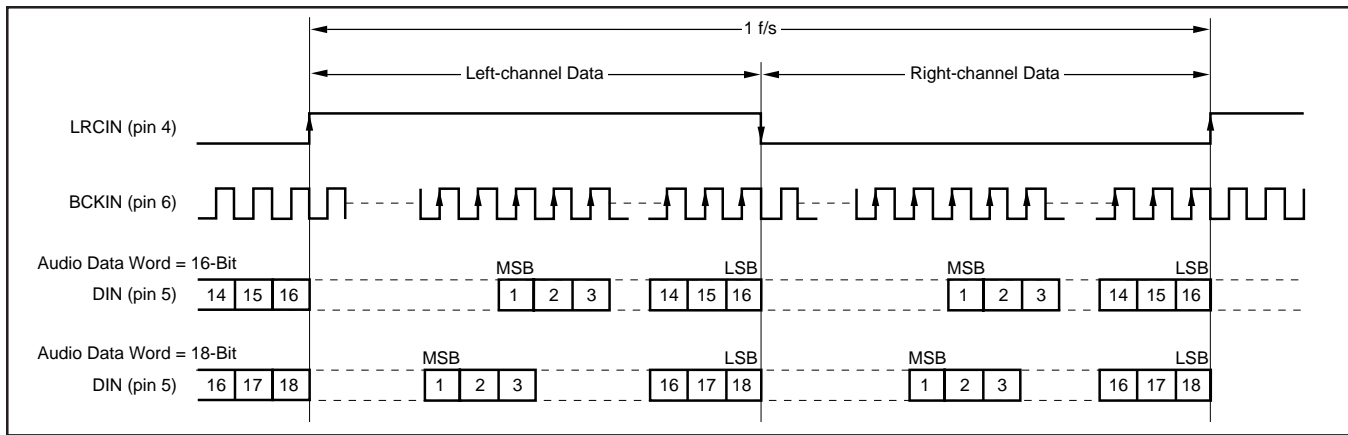 1 f/s
Left-channel Data Right-channel Data
LRCIN (pin 4)
BCKIN (pin 6)
Audio Data Word = 16-Bit
MSB LSB MSB LSB
DIN (pin 5) 14 15 16 1 2 3 14 15 16 1 2 3 14 15 16
Audio Data Word = 18-Bit
MSB LSB MSB LSB
DIN (pin 5) 16 17 18 1 2 3 16 17 18 1 2 3 16 17 18